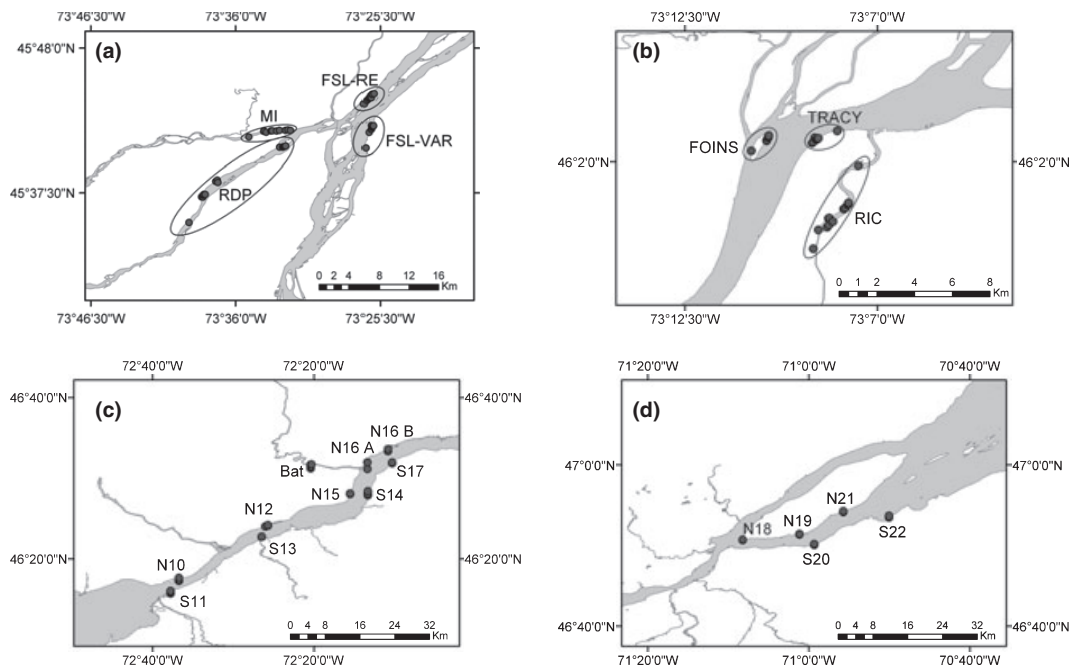 73°46'30"W 73°36'0"W 73°25'30"W
45°48'0"N
(a)
FSL-RE
MI
FSL-VAR
RDP
45°37'30"N
0 2 4 8 12 16
Km
73°46'30"W 73°36'0"W 73°25'30"W
73°12'30"W 73°7'0"W
(b)
TRACY
FOINS
46°2'0"N 46°2'0"N
RIC
0 1 2 4 6 8
Km
73°12'30"W 73°7'0"W
72°40'0"W 72°20'0"W
46°40'0"N 46°40'0"N
(c)
N16 B
N16 A
Bat
S17
N15
S14
N12
S13
46°20'0"N 46°20'0"N
N10
S11
0 4 8 16 24 32
Km
72°40'0"W 72°20'0"W
71°20'0"W 71°0'0"W 70°40'0"W
(d)
47°0'0"N 47°0'0"N
N21
N19
S22
N18
S20
46°40'0"N 46°40'0"N
0 4 8 16 24 32
Km
71°20'0"W 71°0'0"W 70°40'0"W